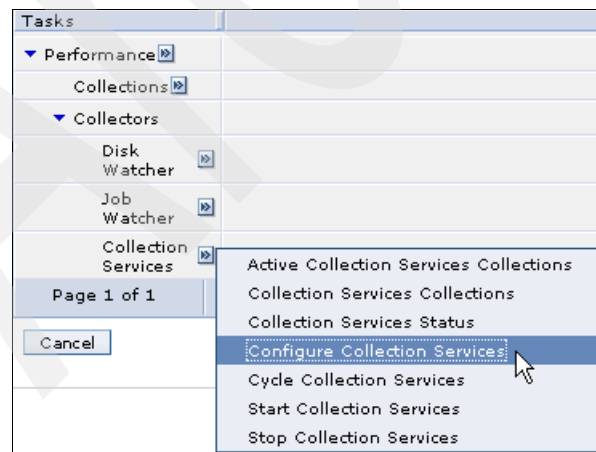 Tasks
Performance
Collections
Collectors
Disk
Watcher
Job
Watcher
Collection
Services
Page 1 of 1
Cancel
Active Collection Services Collections
Collection Services Collections
Collection Services Status
Configure Collection Services
Cycle Collection Services
Start Collection Services
Stop Collection Services